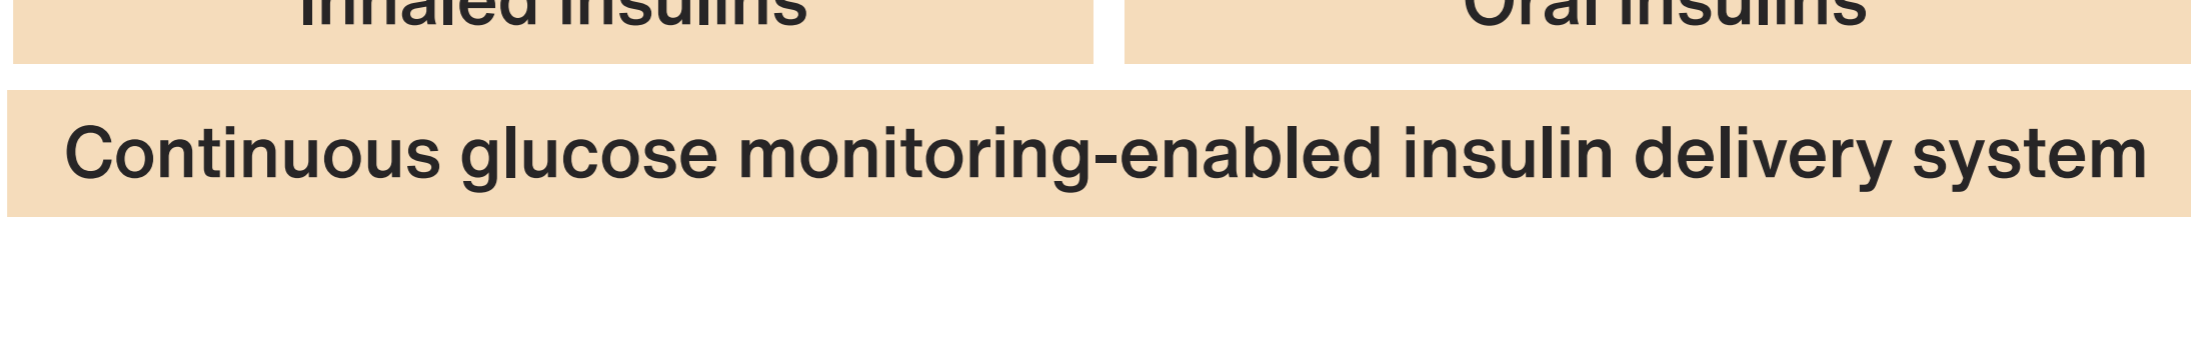 Inhaled insulins
Oral insulins
Continuous glucose monitoring-enabled insulin delivery system